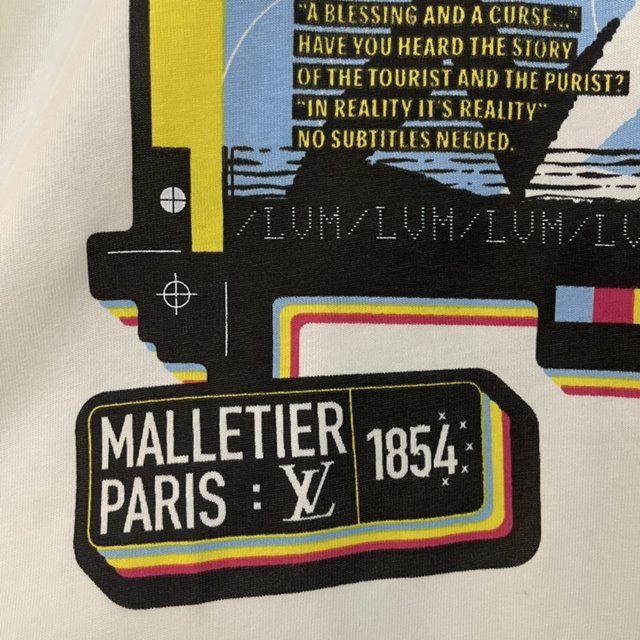 "A BLESSING AND A CURSE..."
HAVE YOU HEARD THE STORY
OF THE TOURIST AND THE PURIST?
"IN REALITY IT'S REALITY"
NO SUBTITLES NEEDED.
/LVM/LVM/LVM/LV
MALLETIER
PARIS : LV
1854